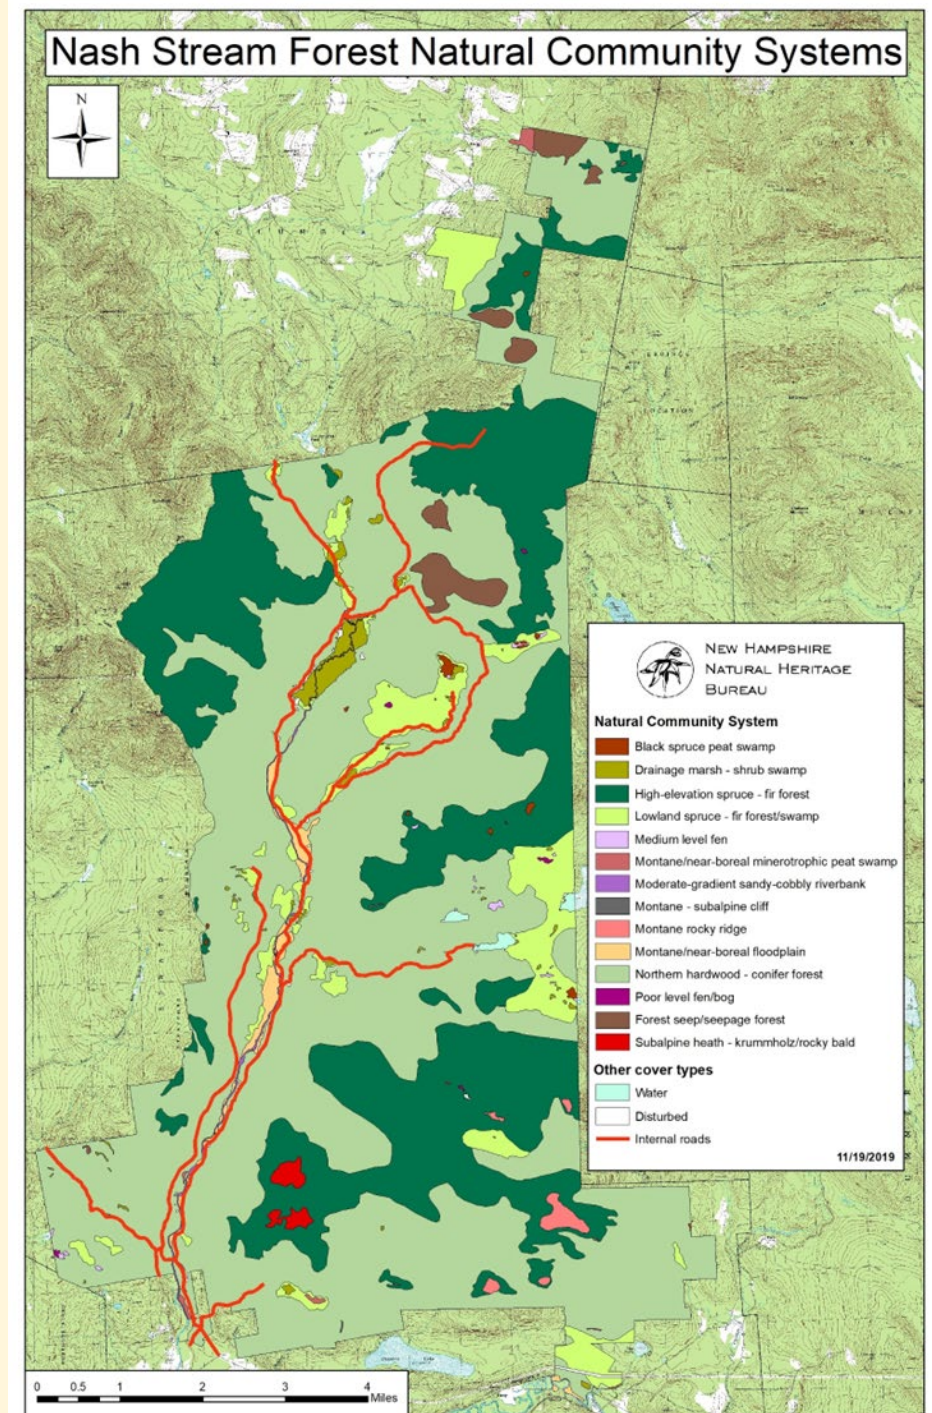 Nash Stream Forest Natural Community Systems
N
NEW HAMPSHIRE
NATURAL HERITAGE
BUREAU
Natural Community System
Black spruce peat swamp
Drainage marsh - shrub swamp
High-elevation spruce - fir forest
Lowland spruce - fir forest/swamp
Medium level fen
Montane/near-boreal minerotrophic peat swamp
Moderate-gradient sandy-cobbly riverbank
Montane - subalpine cliff
Montane rocky ridge
Montane/near-boreal floodplain
Northern hardwood - conifer forest
Poor level fen/bog
Forest seep/seepage forest
Subalpine heath - krummholz/rocky bald
Other cover types
Water
Disturbed
Internal roads
11/19/2019
0 0.5 1 2 3 4
Miles